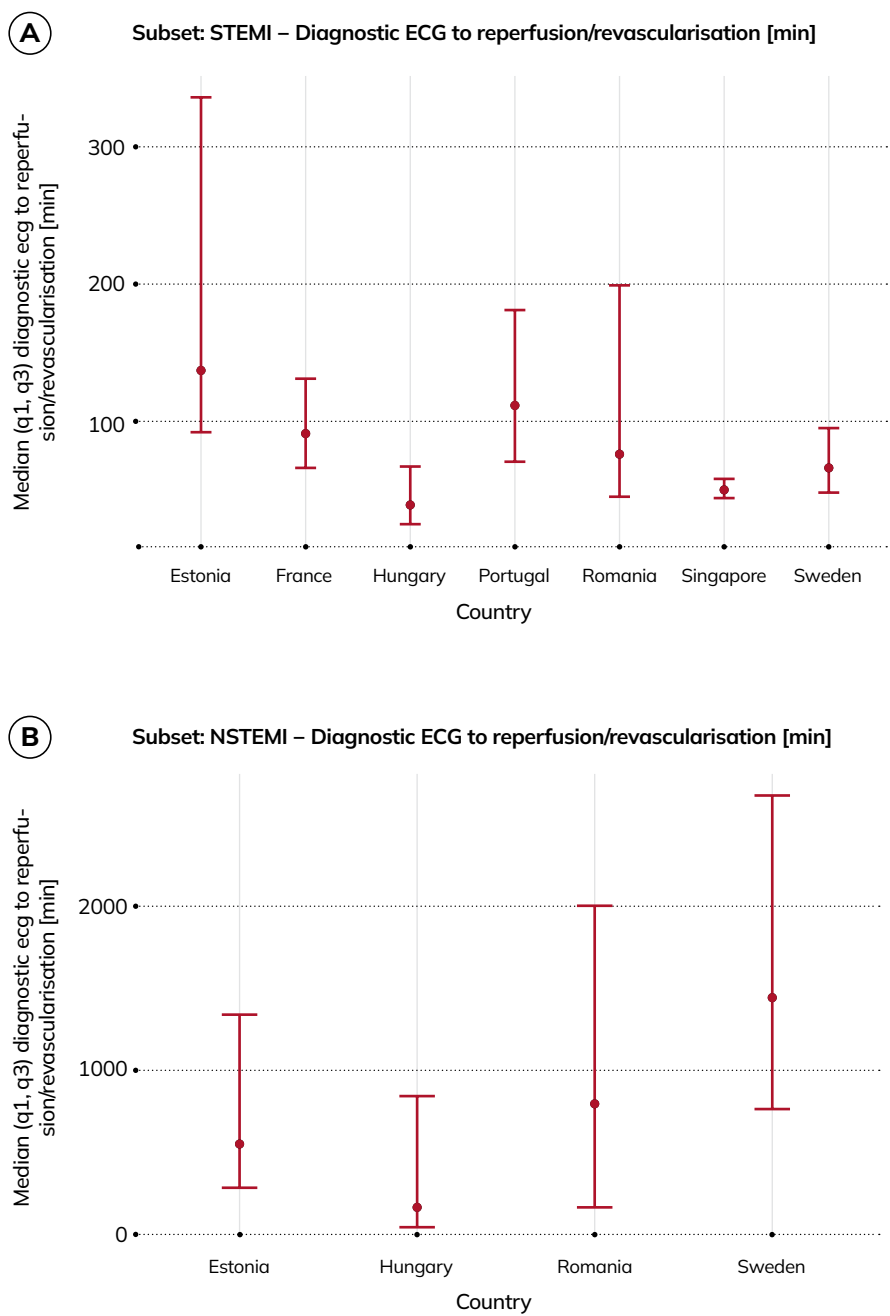 A
Subset: STEMI – Diagnostic ECG to reperfusion/revascularisation [min]
Median (q1, q3) diagnostic ecg to reperfu-
sion/revascularisation [min]
300
200
100
Estonia France Hungary Portugal Romania Singapore Sweden
Country
B
Subset: NSTEMI – Diagnostic ECG to reperfusion/revascularisation [min]
Median (q1, q3) diagnostic ecg to reperfu-
sion/revascularisation [min]
2000
1000
0
Estonia Hungary Romania Sweden
Country